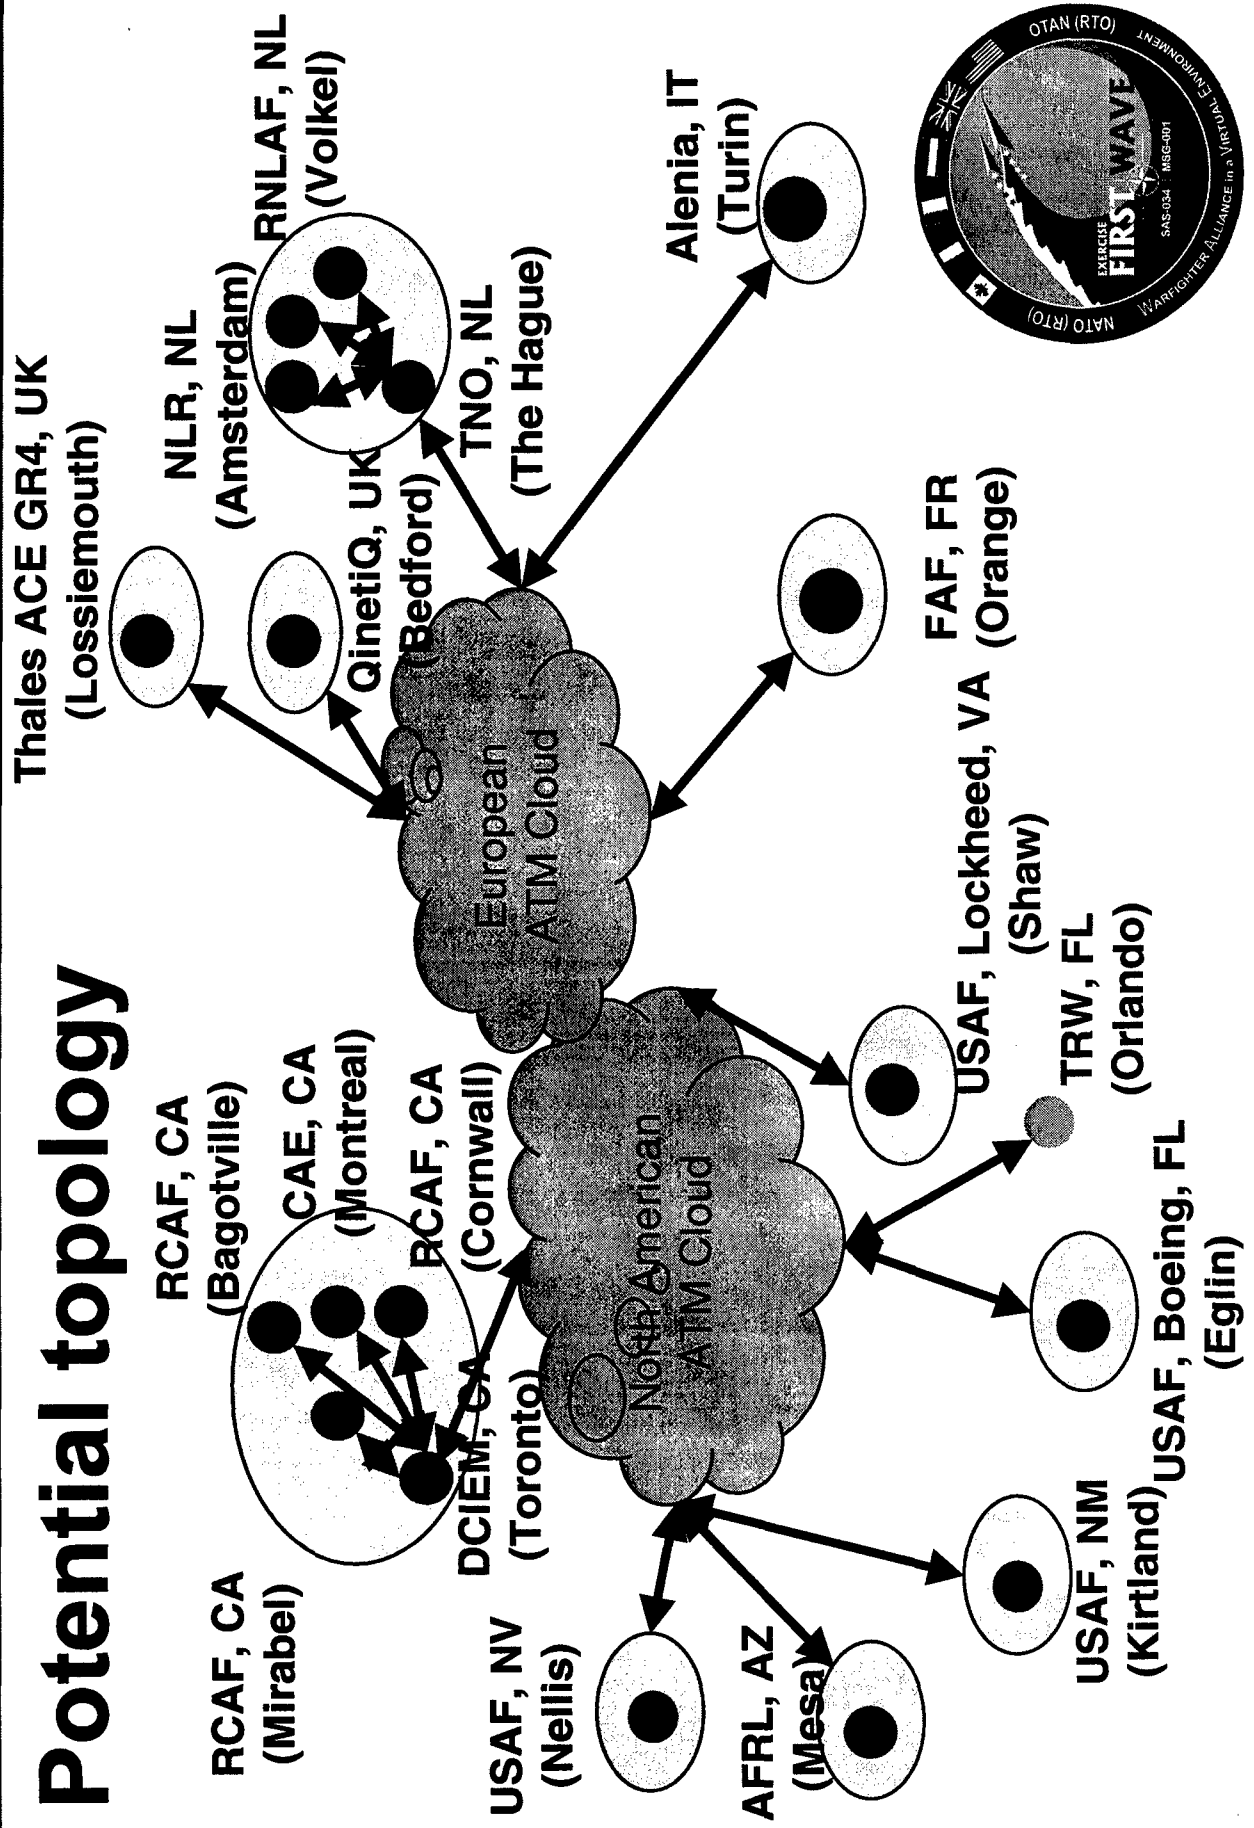 Potential topology
Thales ACE GR4, UK
(Lossiemouth)
RCAF, CA
(Bagotville)
NLR, NL
(Amsterdam)
RNLAF, NL
(Volkel)
RCAF, CA
(Mirabel)
CAE, CA
(Montreal)
QinetiQ, UK
(Bedford)
RCAF, CA
(Cornwall)
TNO, NL
(The Hague)
DCIEM, CA
(Toronto)
European
ATM Cloud
USAF, NV
(Nellis)
North American
ATM Cloud
Alenia, IT
(Turin)
AFRL, AZ
(Mesa)
FAF, FR
(Orange)
USAF, Lockheed, VA
(Shaw)
TRW, FL
(Orlando)
USAF, NM
(Kirtland)
USAF, Boeing, FL
(Eglin)
NATO (RTO)
OTAN (RTO)
EXERCISE
FIRST WAVE
SAS-034 MSG-001
WARFIGHTER ALLIANCE in a VIRTUAL ENVIRONMENT